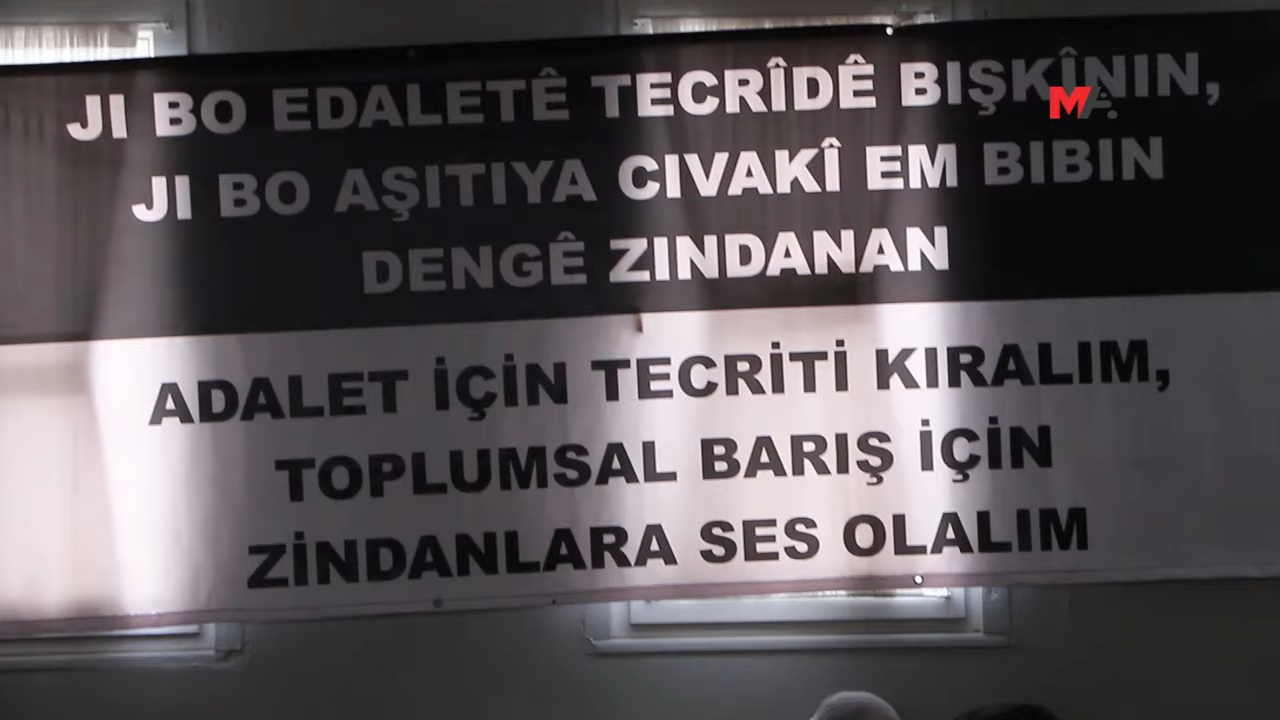 JI BO EDALETÊ TECRÎDÊ BIŞKÎNIN,
MA
JI BO AŞITIYA CIVAKÎ EM BIBIN
DENGÊ ZINDANAN
ADALET İÇİN TECRİTİ KIRALIM,
TOPLUMSAL BARIŞ İÇİN
ZİNDANLARA SES OLALIM